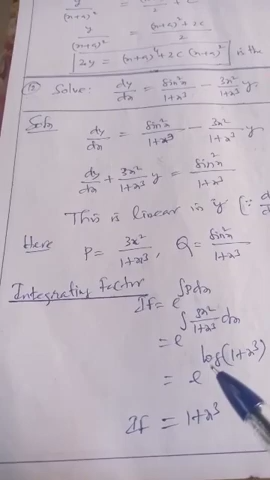 y/(x+a)² = (x+a)²+2c / 2
2y = (x+a)⁴ + 2c(x+a)² is the
Solve: dy/dx = sin²x/1+x³ - 3x²/1+x³ y.
Soln dy/dx = sin²x/1+x³ - 3x²/1+x³ y
dy/dx + 3x²/1+x³ y = sin²x/1+x³
This is linear in y [∵
Here P= 3x²/1+x³, Q= sin²x/1+x³
Integrating Factor If = e^∫Pdx
= e^∫3x²/1+x³ dx
= e^log(1+x³)
If = 1+x³